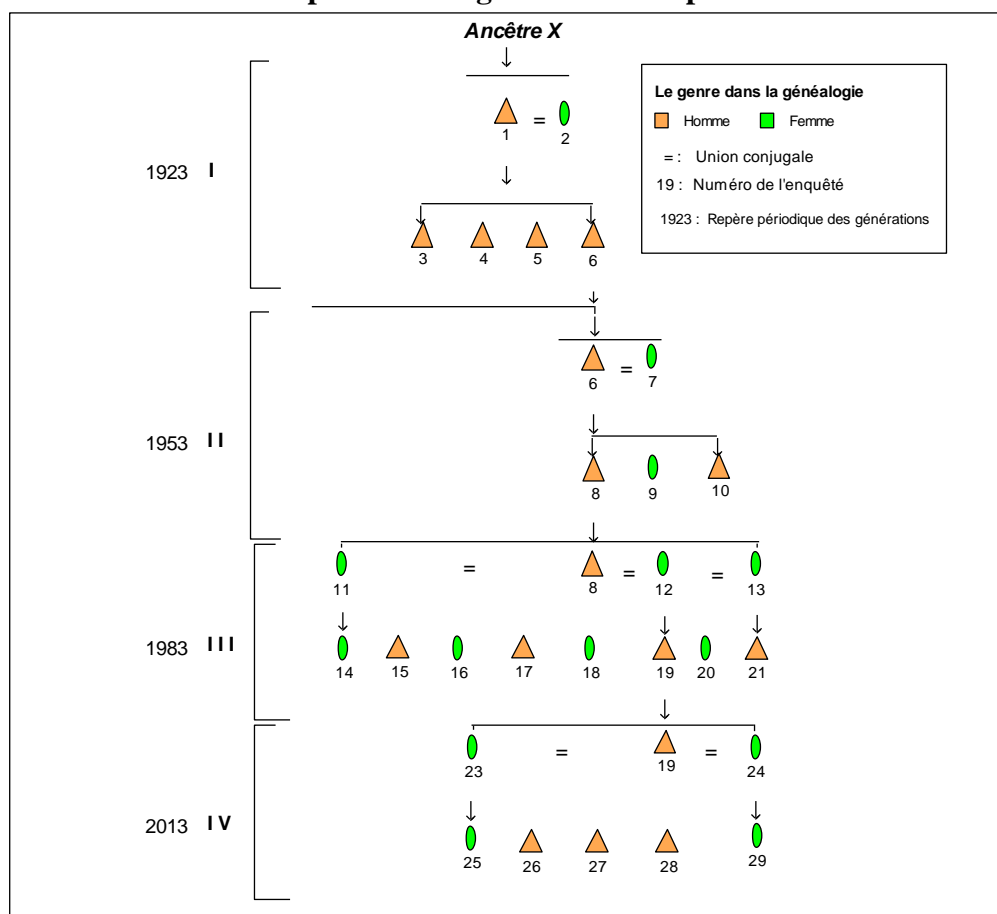 Ancêtre X
Le genre dans la généalogie
Homme Femme
= : Union conjugale
19 : Numéro de l'enquêté
1923 : Repère périodique des générations
1923 I
1 = 2
3 4 5 6
1953 II
6 = 7
8 9 10
1983 III
11 = 8 = 12 = 13
14 15 16 17 18 19 20 21
2013 IV
23 = 19 = 24
25 26 27 28 29